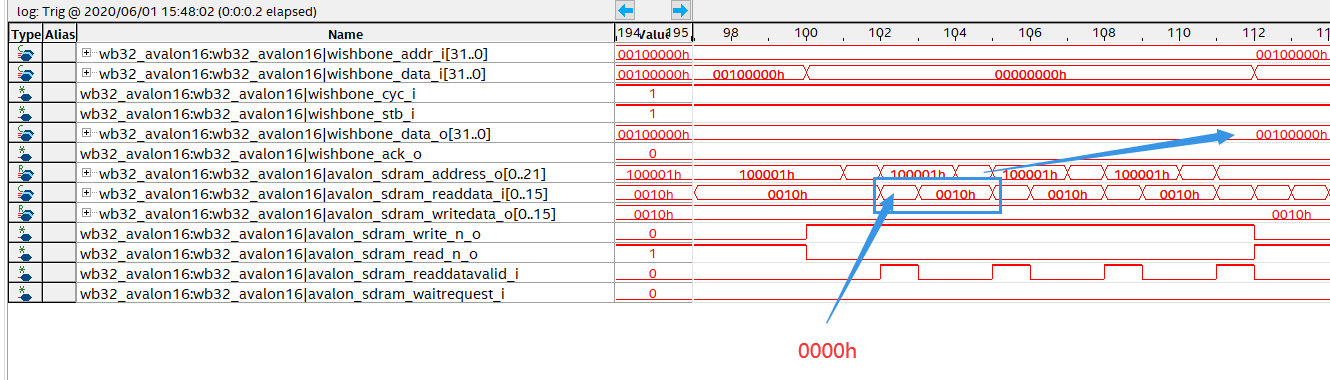 log: Trig @ 2020/06/01 15:48:02 (0:0:0.2 elapsed)
Type Alias Name 194 Value 195 98 100 102 104 106 108 110 112
wb32_avalon16:wb32_avalon16|wishbone_addr_i[31..0] 00100000h 00100000h
wb32_avalon16:wb32_avalon16|wishbone_data_i[31..0] 00100000h 00100000h 00000000h
wb32_avalon16:wb32_avalon16|wishbone_cyc_i 1
wb32_avalon16:wb32_avalon16|wishbone_stb_i 1
wb32_avalon16:wb32_avalon16|wishbone_data_o[31..0] 00100000h 00100000h
wb32_avalon16:wb32_avalon16|wishbone_ack_o 0
wb32_avalon16:wb32_avalon16|avalon_sdram_address_o[0..21] 100001h 100001h 100001h 100001h 100001h
wb32_avalon16:wb32_avalon16|avalon_sdram_readdata_i[0..15] 0010h 0010h 0010h 0010h 0010h
wb32_avalon16:wb32_avalon16|avalon_sdram_writedata_o[0..15] 0010h 0010h
wb32_avalon16:wb32_avalon16|avalon_sdram_write_n_o 0
wb32_avalon16:wb32_avalon16|avalon_sdram_read_n_o 1
wb32_avalon16:wb32_avalon16|avalon_sdram_readdatavalid_i 0
wb32_avalon16:wb32_avalon16|avalon_sdram_waitrequest_i 0
0000h